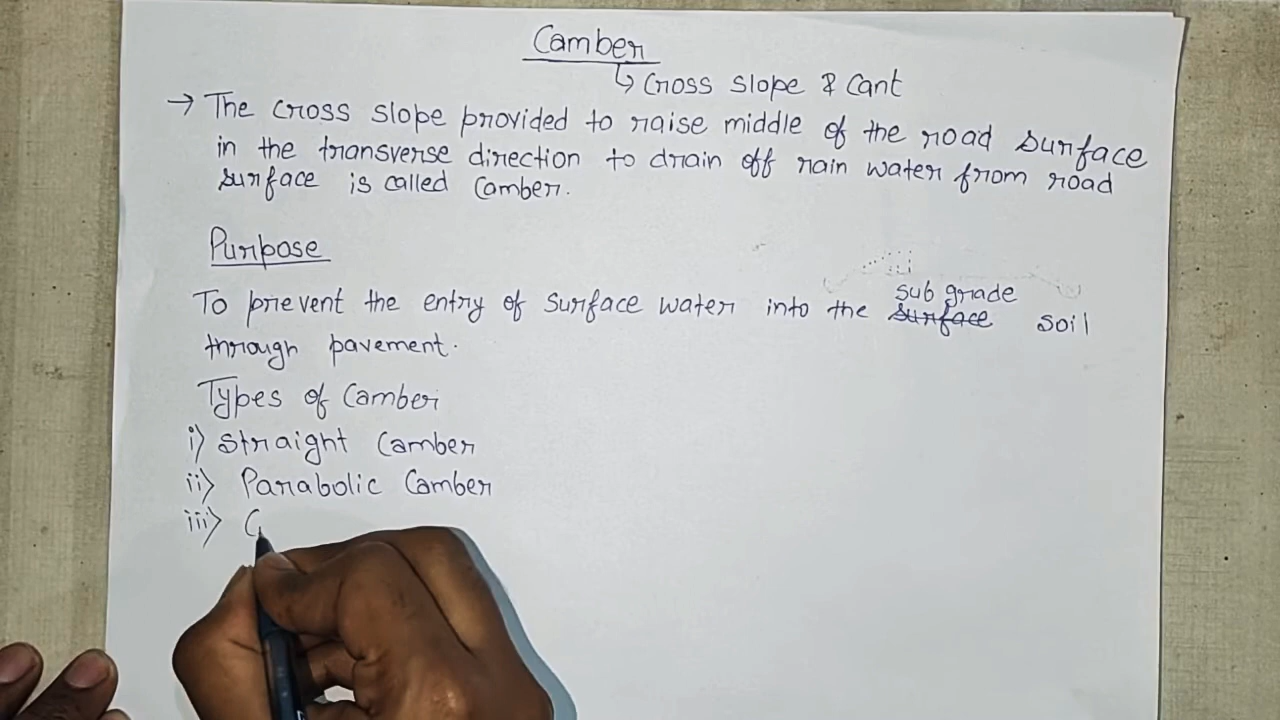 Camber
↳ Cross slope & Cant
→ The cross slope provided to raise middle of the road surface
in the transverse direction to drain off rain water from road
surface is called Camber.
Purpose
To prevent the entry of surface water into the sub grade ~~surface~~ soil
through pavement.
Types of Camber
i) Straight Camber
ii) Parabolic Camber
iii) C